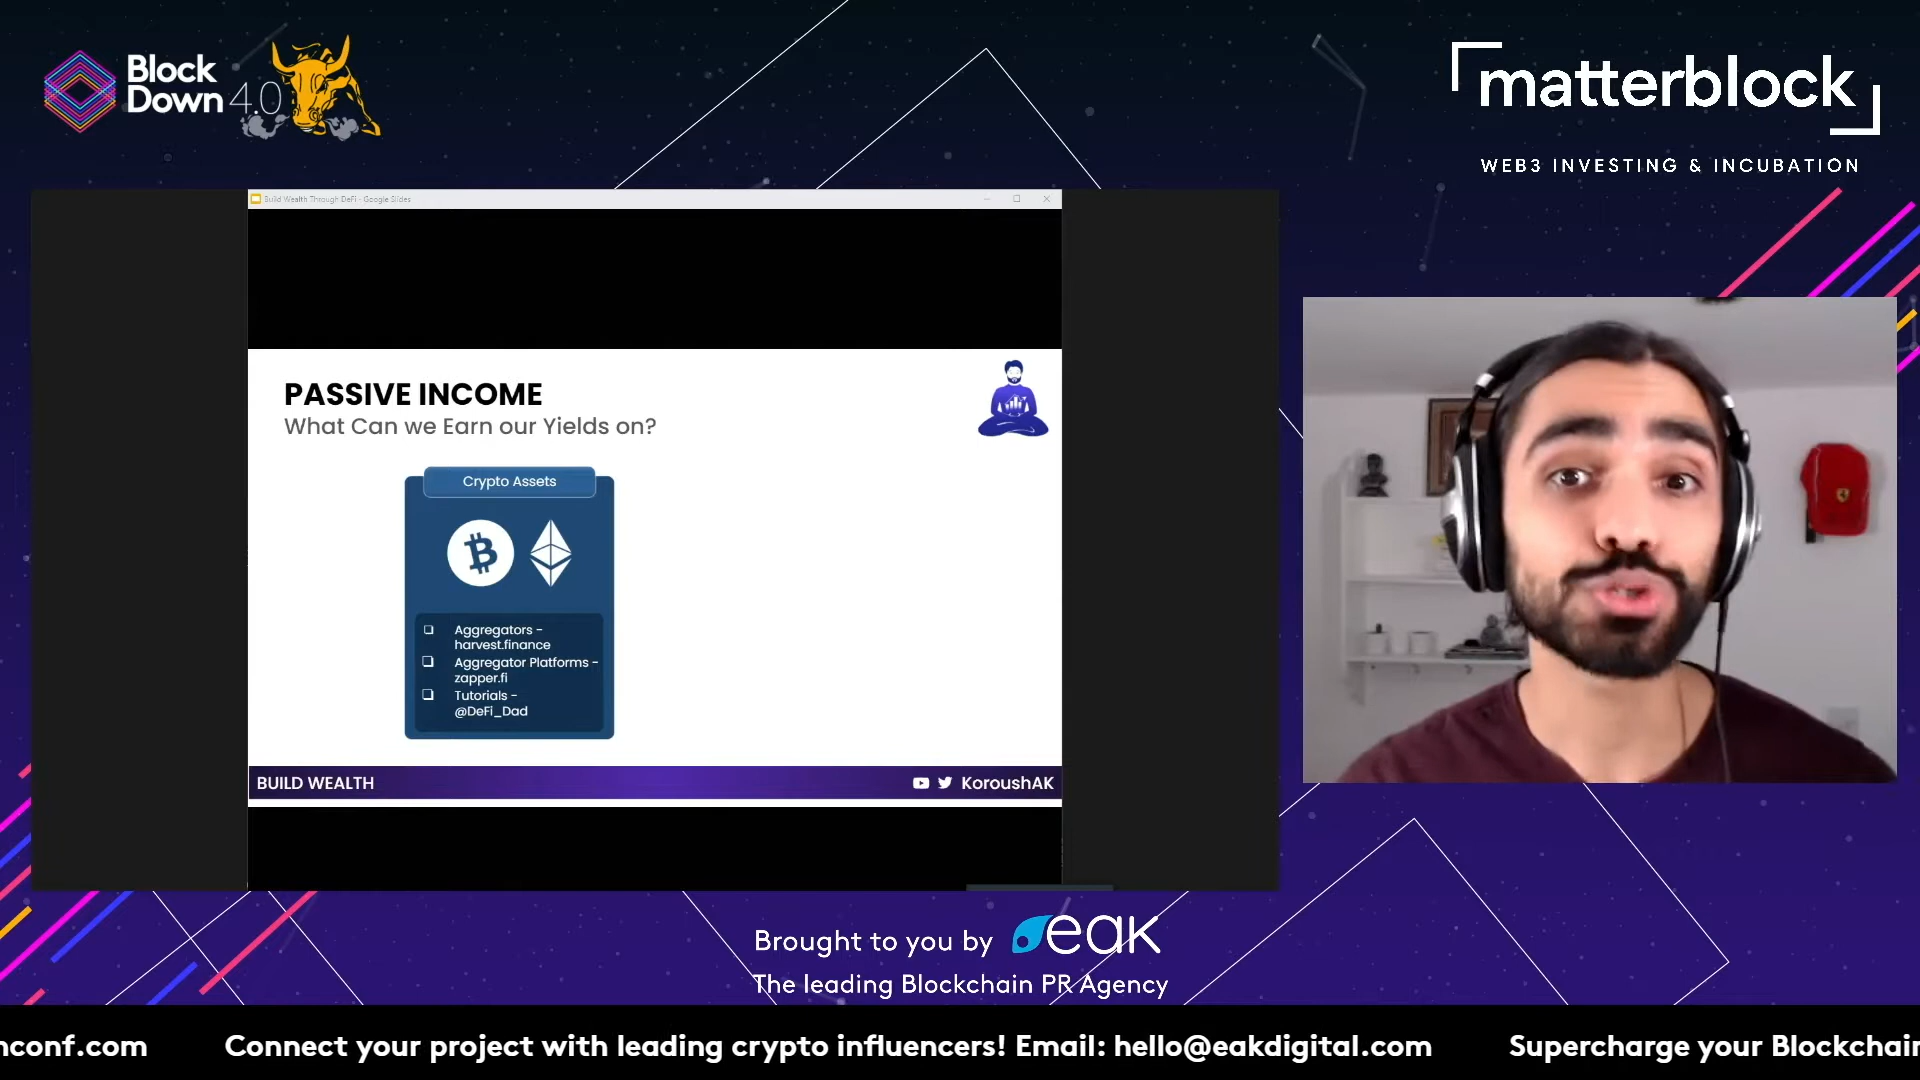 Block
Down 4.0
matterblock
WEB3 INVESTING & INCUBATION
Build Wealth Through DeFi - Google Slides
PASSIVE INCOME
What Can we Earn our Yields on?
Crypto Assets
Aggregators -
harvest.finance
Aggregator Platforms -
zapper.fi
Tutorials -
@DeFi_Dad
BUILD WEALTH
KoroushAK
Brought to you by eak
The leading Blockchain PR Agency
nconf.com Connect your project with leading crypto influencers! Email: hello@eakdigital.com Supercharge your Blockchain